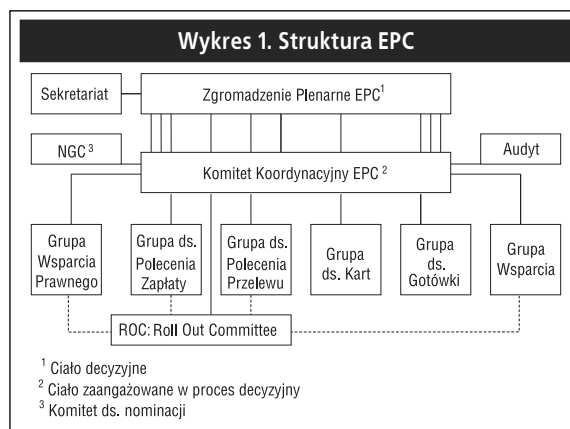 Wykres 1. Struktura EPC
Sekretariat
Zgromadzenie Plenarne EPC¹
NGC ³
Komitet Koordynacyjny EPC ²
Audyt
Grupa
Wsparcia
Prawnego
Grupa ds.
Polecenia
Zapłaty
Grupa ds.
Polecenia
Przelewu
Grupa
ds. Kart
Grupa
ds.
Gotówki
Grupa
Wsparcia
ROC: Roll Out Committee
¹ Ciało decyzyjne
² Ciało zaangażowane w proces decyzyjny
³ Komitet ds. nominacji